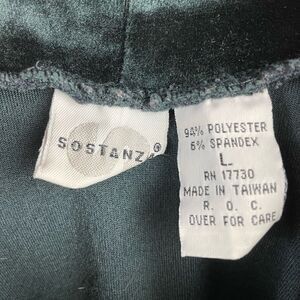 SOSTANZA®
94% POLYESTER
6% SPANDEX
L
RN 17730
MADE IN TAIWAN
R. O. C.
OVER FOR CARE